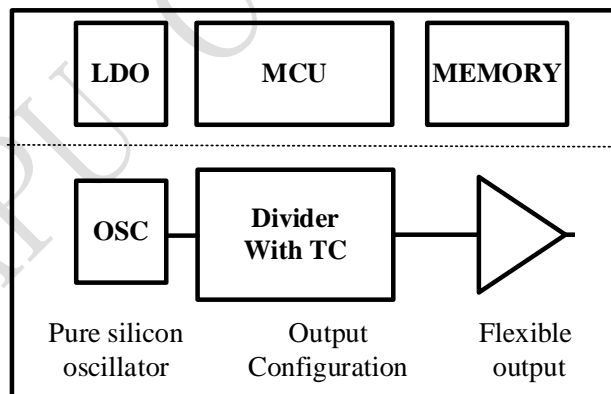 LDO
MCU
MEMORY
OSC
Divider
With TC
Pure silicon
oscillator
Output
Configuration
Flexible
output